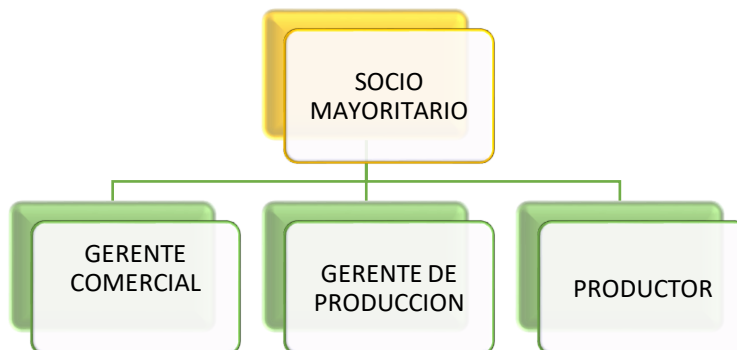 SOCIO
MAYORITARIO
GERENTE
COMERCIAL
GERENTE DE
PRODUCCION
PRODUCTOR